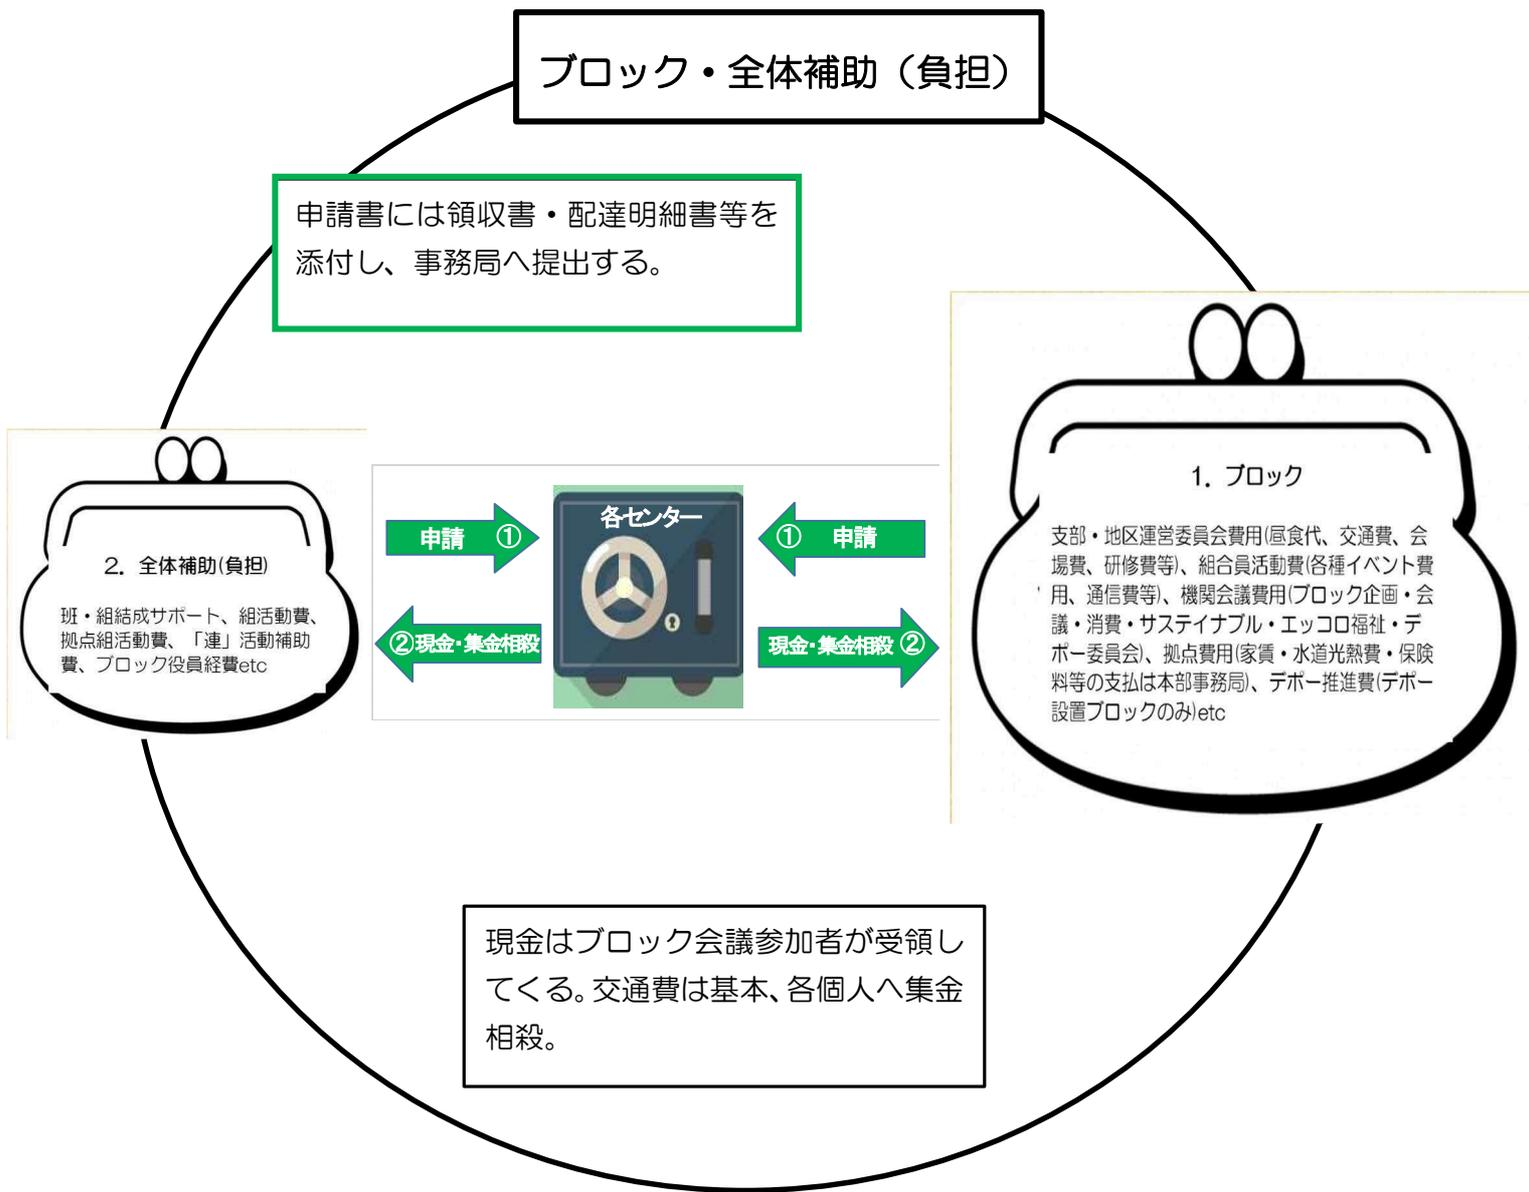 ブロック・全体補助（負担）
申請書には領収書・配達明細書等を
添付し、事務局へ提出する。
1．ブロック
支部・地区運営委員会費用(昼食代、交通費、会
場費、研修費等)、組合員活動費(各種イベント費
用、通信費等)、機関会議費用(ブロック企画・会
議・消費・サステイナブル・エッコロ福祉・デ
ポー委員会)、拠点費用(家賃・水道光熱費・保険
料等の支払は本部事務局)、デポー推進費(デポー
設置ブロックのみ)etc
各センター
申請 ①
① 申請
②現金・集金相殺
現金・集金相殺 ②
2．全体補助(負担)
班・組結成サポート、組活動費、
拠点組活動費、「連」活動補助
費、ブロック役員経費etc
現金はブロック会議参加者が受領し
てくる。交通費は基本、各個人へ集金
相殺。